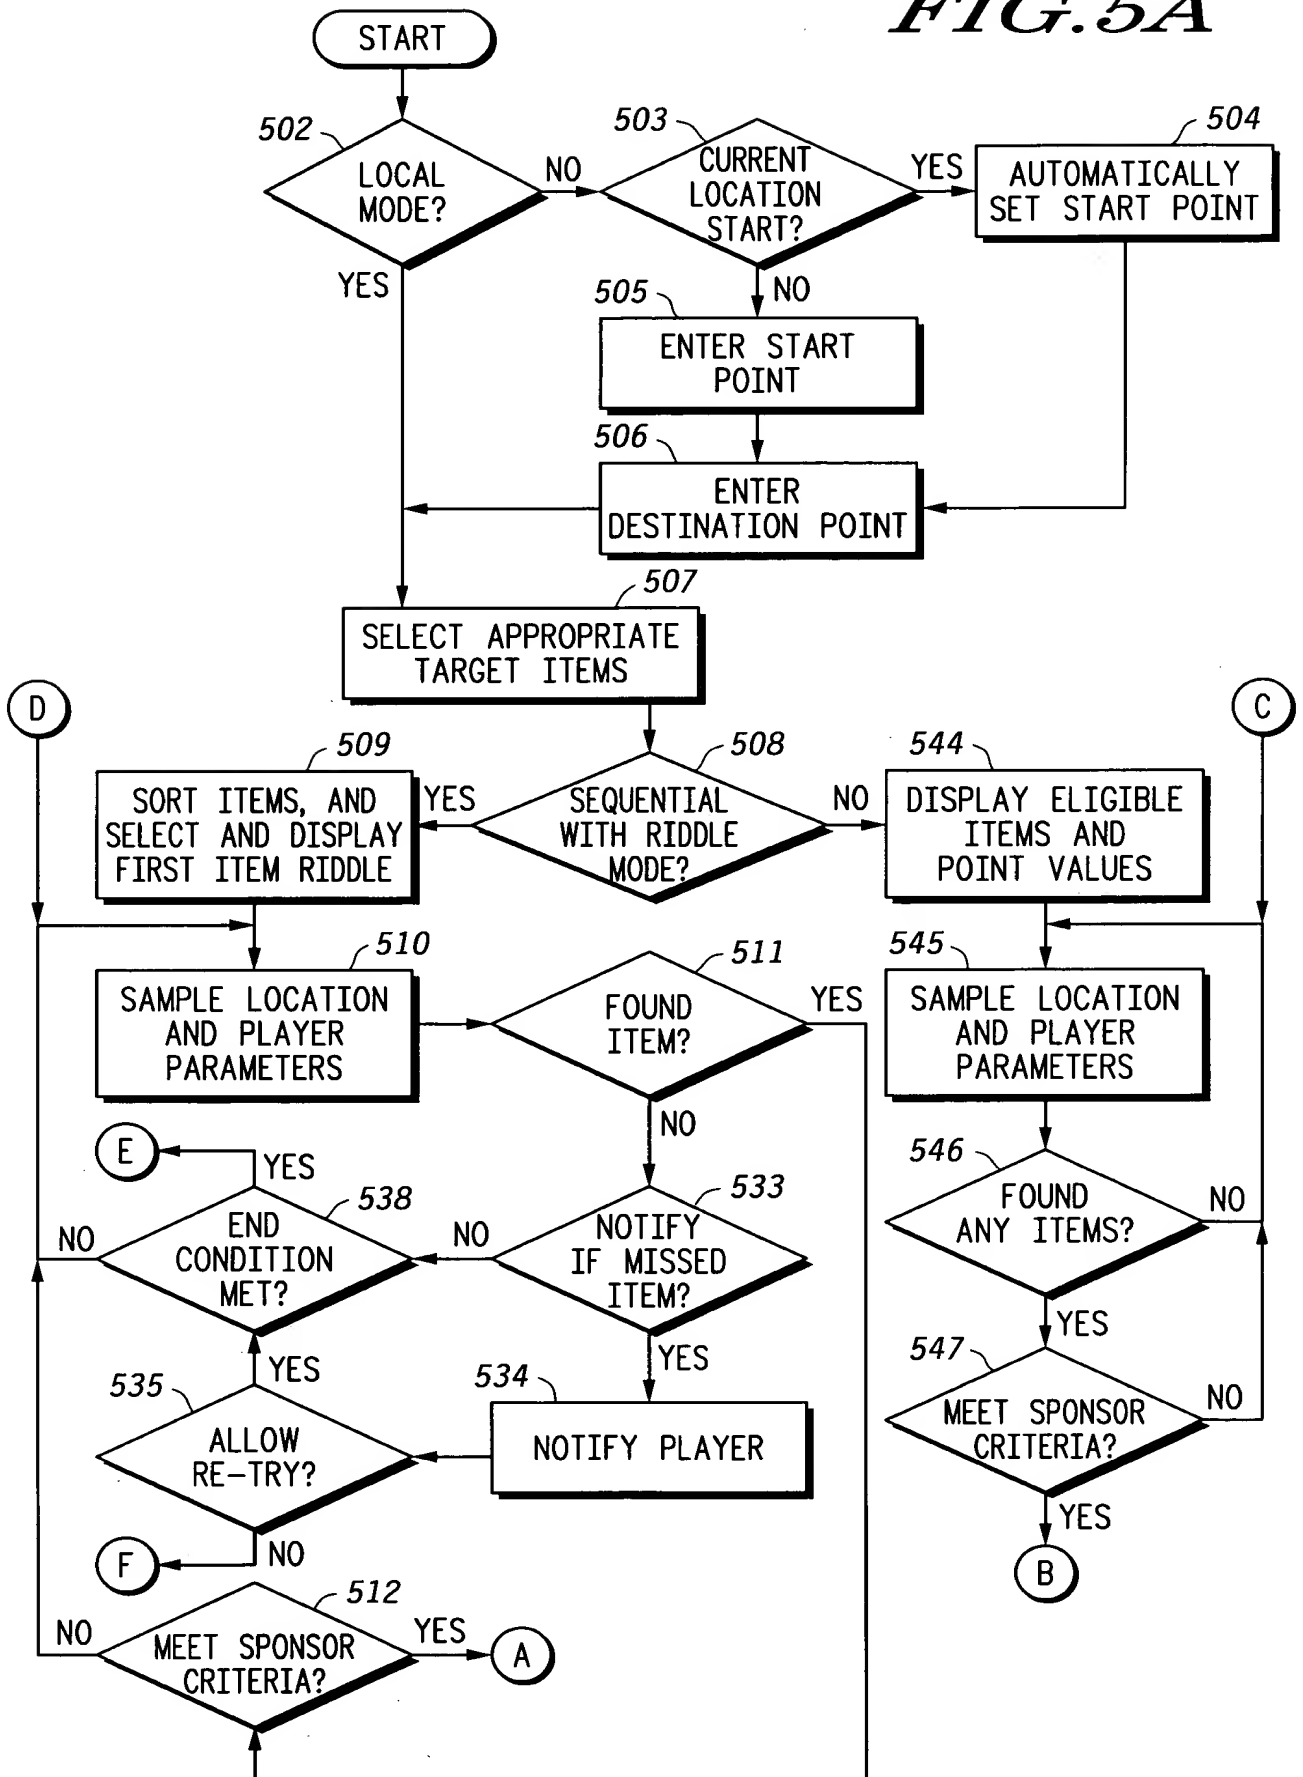 FIG.5A
START
502
LOCAL
MODE?
NO
YES
503
CURRENT
LOCATION
START?
YES
NO
504
AUTOMATICALLY
SET START POINT
505
ENTER START
POINT
506
ENTER
DESTINATION POINT
507
SELECT APPROPRIATE
TARGET ITEMS
D
C
508
SEQUENTIAL
WITH RIDDLE
MODE?
YES
NO
509
SORT ITEMS, AND
SELECT AND DISPLAY
FIRST ITEM RIDDLE
544
DISPLAY ELIGIBLE
ITEMS AND
POINT VALUES
510
SAMPLE LOCATION
AND PLAYER
PARAMETERS
511
FOUND
ITEM?
YES
NO
545
SAMPLE LOCATION
AND PLAYER
PARAMETERS
E
YES
538
END
CONDITION
MET?
NO
533
NOTIFY
IF MISSED
ITEM?
NO
YES
546
FOUND
ANY ITEMS?
NO
YES
535
ALLOW
RE-TRY?
YES
NO
534
NOTIFY PLAYER
547
MEET SPONSOR
CRITERIA?
NO
YES
F
B
512
MEET SPONSOR
CRITERIA?
NO
YES
A